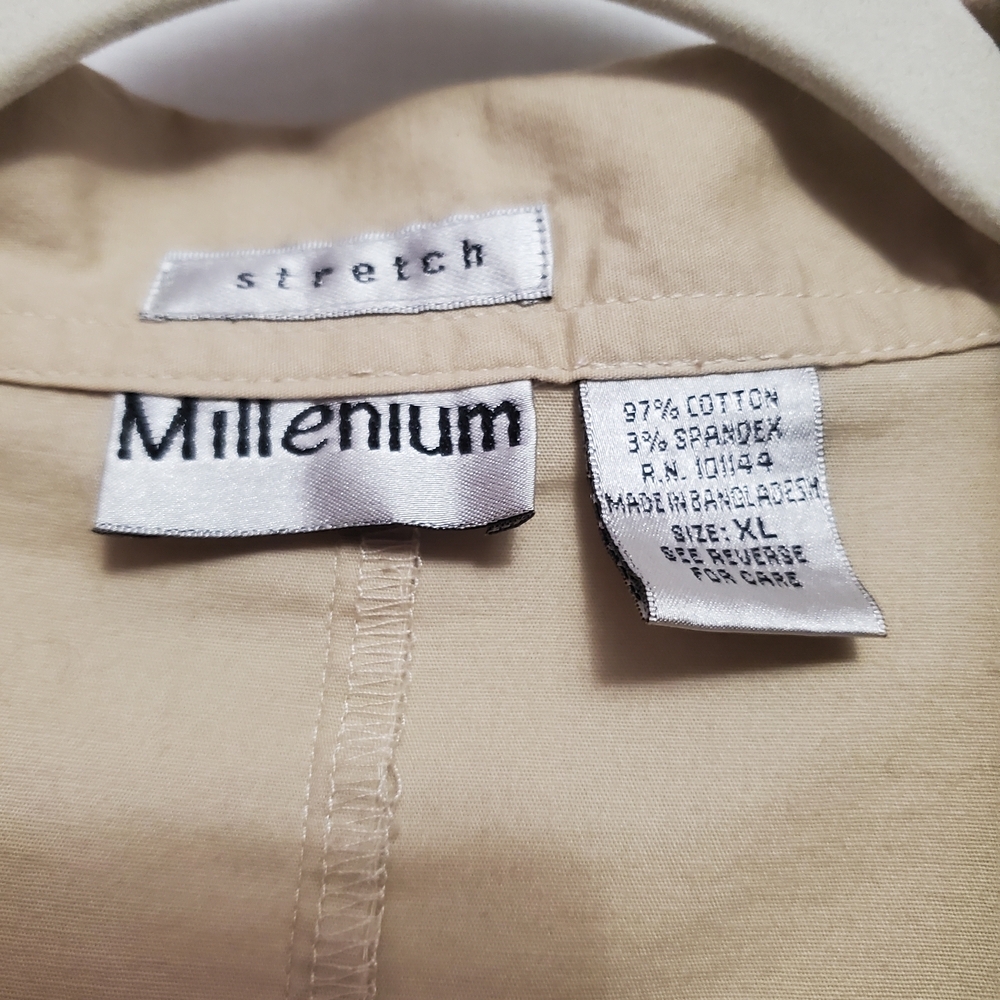 stretch
Millenium
97% COTTON
3% SPANDEX
R.N. 101144
MADE IN BANGLADESH
SIZE: XL
SEE REVERSE
FOR CARE